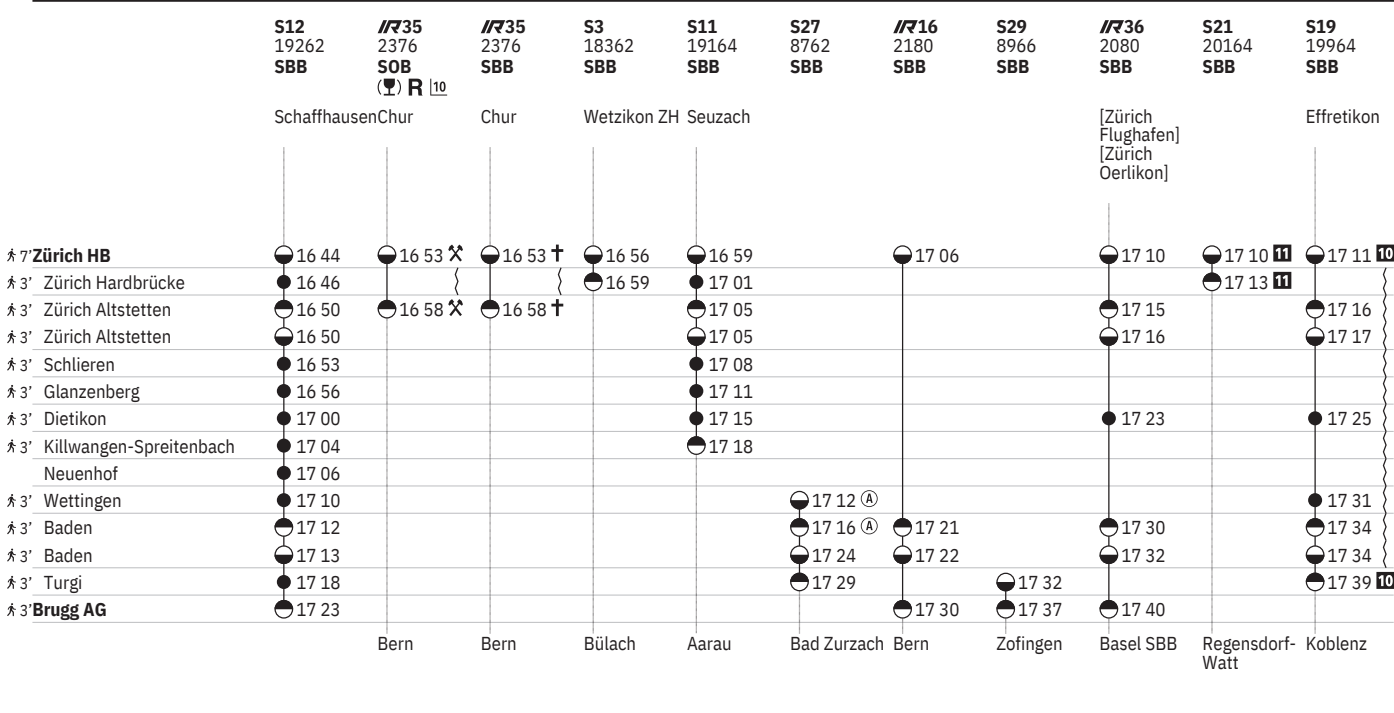 S12 IR35 IR35 S3 S11 S27 IR16 S29 IR36 S21 S19
19262 2376 2376 18362 19164 8762 2180 8966 2080 20164 19964
SBB SOB SBB SBB SBB SBB SBB SBB SBB SBB SBB
R 10
Schaffhausen Chur Chur Wetzikon ZH Seuzach [Zürich Effretikon
Flughafen]
[Zürich
Oerlikon]
7' Zürich HB 16 44 16 53 16 53 16 56 16 59 17 06 17 10 17 10 11 17 11 10
3' Zürich Hardbrücke 16 46 16 59 17 01 17 13 11
3' Zürich Altstetten 16 50 16 58 16 58 17 05 17 15 17 16
3' Zürich Altstetten 16 50 17 05 17 16 17 17
3' Schlieren 16 53 17 08
3' Glanzenberg 16 56 17 11
3' Dietikon 17 00 17 15 17 23 17 25
3' Killwangen-Spreitenbach 17 04 17 18
Neuenhof 17 06
3' Wettingen 17 10 17 12 A 17 31
3' Baden 17 12 17 16 A 17 21 17 30 17 34
3' Baden 17 13 17 24 17 22 17 32 17 34
3' Turgi 17 18 17 29 17 32 17 39 10
3' Brugg AG 17 23 17 30 17 37 17 40
Bern Bern Bülach Aarau Bad Zurzach Bern Zofingen Basel SBB Regensdorf- Koblenz
Watt